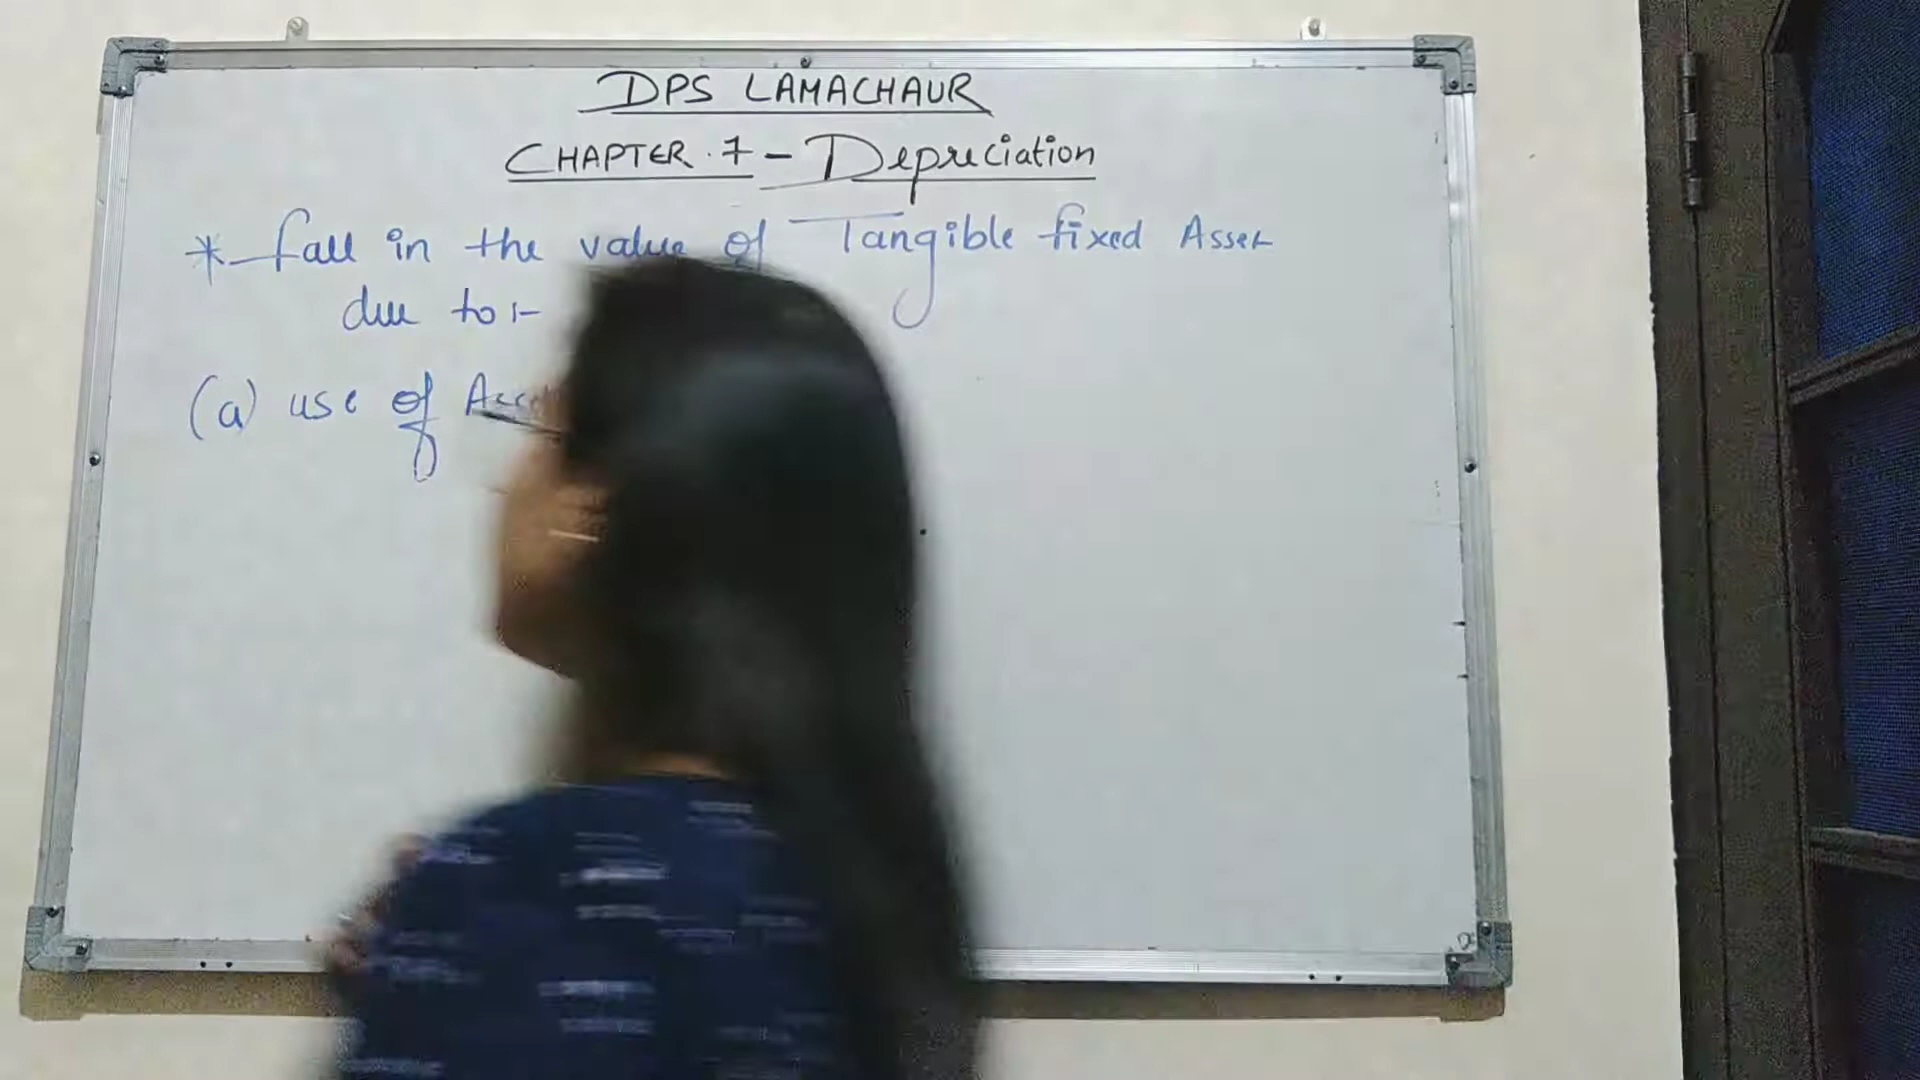 DPS LAMACHAUR
CHAPTER.7 - Depreciation
* fall in the value of Tangible fixed Asset
due to :-
(a) use of